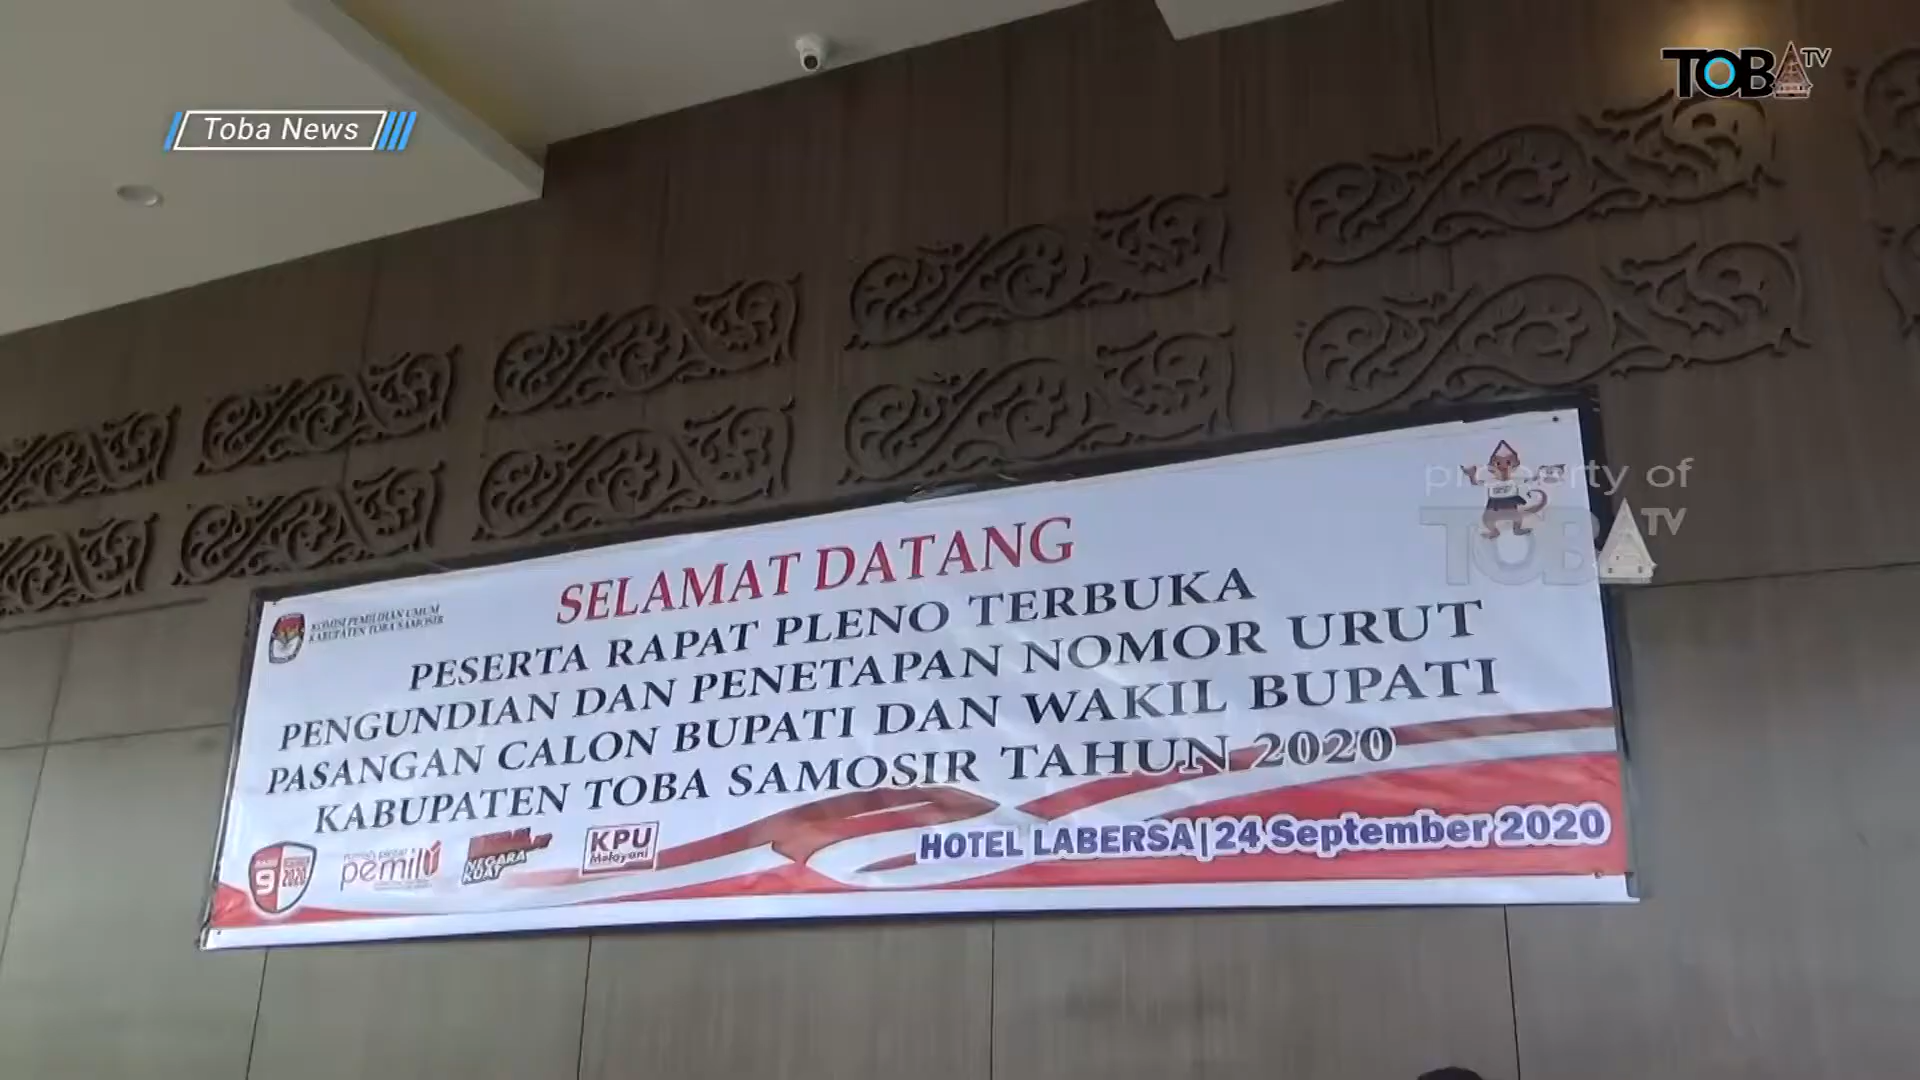 TOBA TV
Toba News
property of
TOBA TV
KOMISI PEMILIHAN UMUM
KABUPATEN TOBA SAMOSIR
SELAMAT DATANG
PESERTA RAPAT PLENO TERBUKA
PENGUNDIAN DAN PENETAPAN NOMOR URUT
PASANGAN CALON BUPATI DAN WAKIL BUPATI
KABUPATEN TOBA SAMOSIR TAHUN 2020
HOTEL LABERSA | 24 September 2020
9
2020
pemilu
NEGARA
KUAT
KPU
Melayani